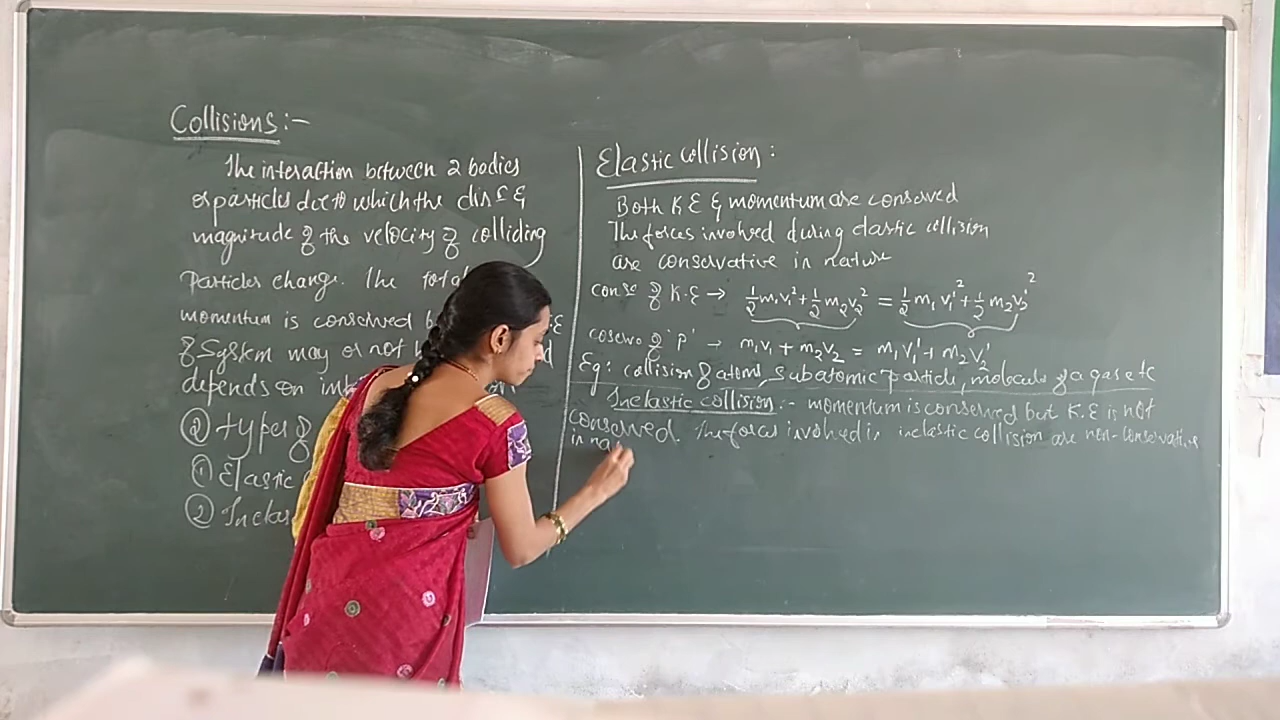 Collisions :-
The interaction between 2 bodies
or particles due to which the dirⁿ &
magnitude of the velocity of colliding
particles change. The total
momentum is conserved
of System may or not
depends on
② types of
① Elastic
② Inelas
Elastic collision :
Both K E & momentum are conserved
The forces involved during elastic collision
are conservative in nature
of K.E → ½m₁v₁² + ½m₂v₂² = ½m₁v₁'² + ½m₂v₂'²
of 'P' → m₁v₁ + m₂v₂ = m₁v₁' + m₂v₂'
Eg: collision of atoms, subatomic particle, molecule of a gas etc
Inelastic collision :- momentum is conserved but K.E is not
conserved. The forces involved in inelastic collision are non-conservative
in na